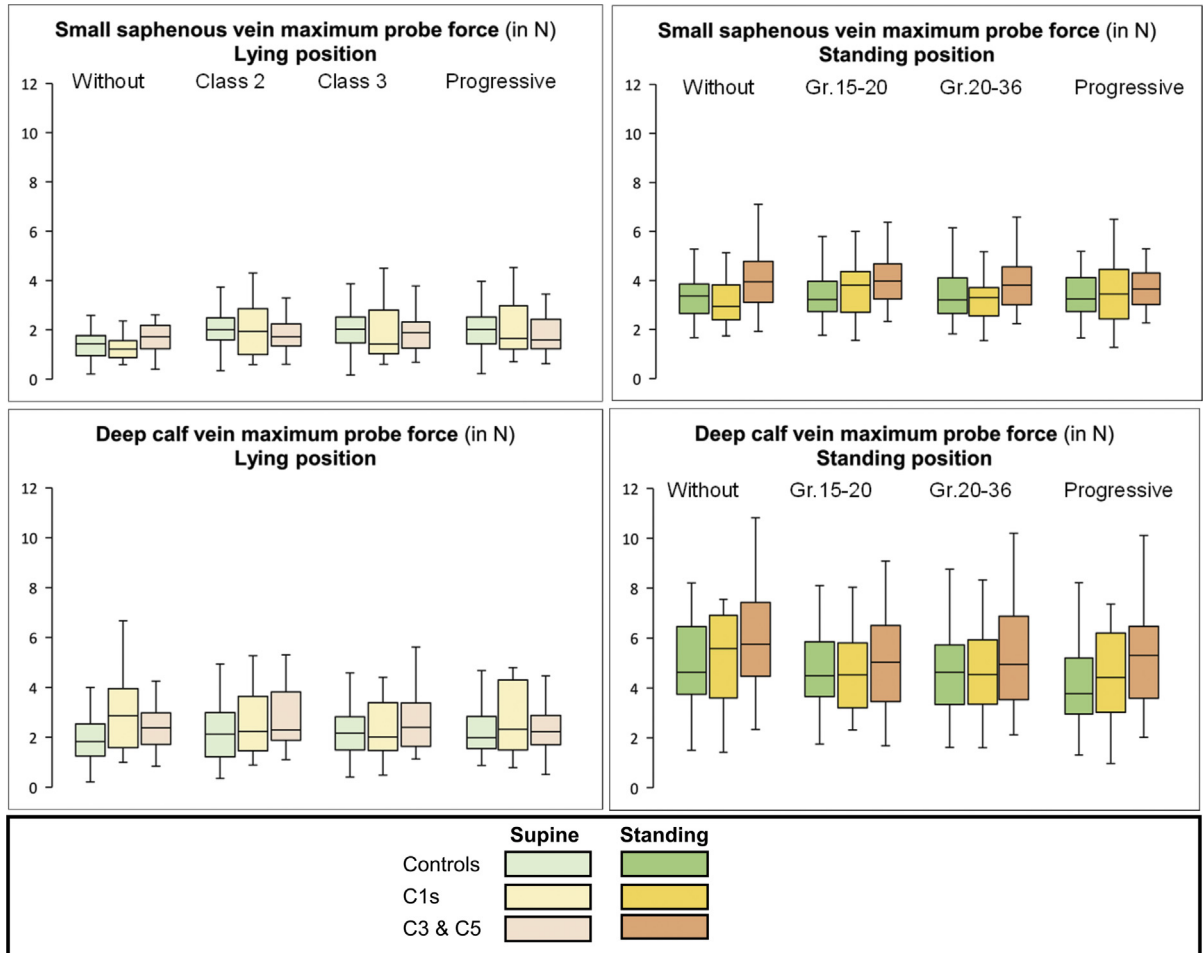 Small saphenous vein maximum probe force (in N)
Lying position
Without Class 2 Class 3 Progressive
12
10
8
6
4
2
0
Small saphenous vein maximum probe force (in N)
Standing position
Without Gr.15-20 Gr.20-36 Progressive
12
10
8
6
4
2
0
Deep calf vein maximum probe force (in N)
Lying position
12
10
8
6
4
2
0
Deep calf vein maximum probe force (in N)
Standing position
Without Gr.15-20 Gr.20-36 Progressive
12
10
8
6
4
2
0
Supine Standing
Controls
C1s
C3 & C5